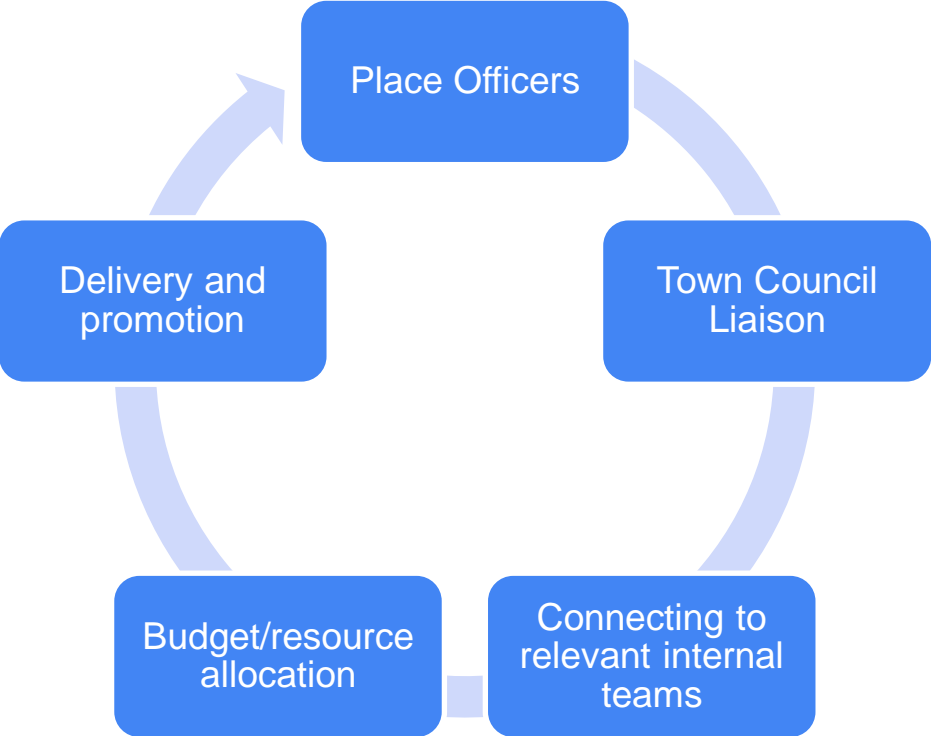 Place Officers
Town Council
Liaison
Connecting to
relevant internal
teams
Budget/resource
allocation
Delivery and
promotion